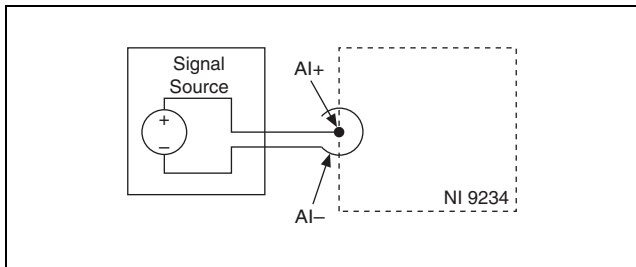 Signal
Source
AI+
+
–
NI 9234
AI–